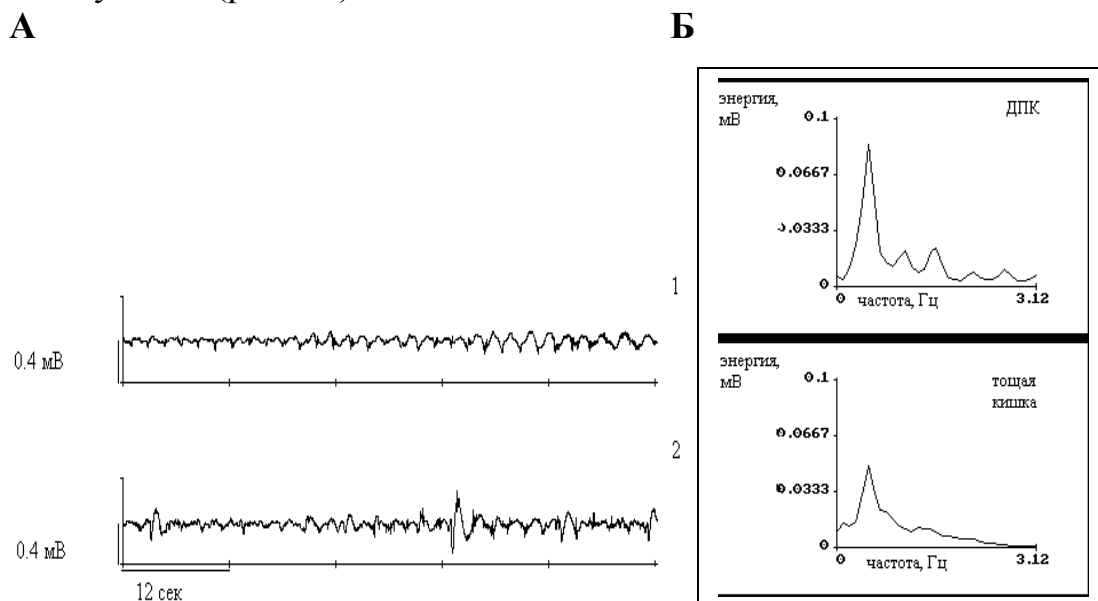 А
Б
1
0.4 мВ
2
0.4 мВ
12 сек
энергия,
мВ
0.1
ДПК
0.0667
0.0333
0
0
частота, Гц
3.12
энергия,
мВ
0.1
тощая
кишка
0.0667
0.0333
0
0
частота, Гц
3.12